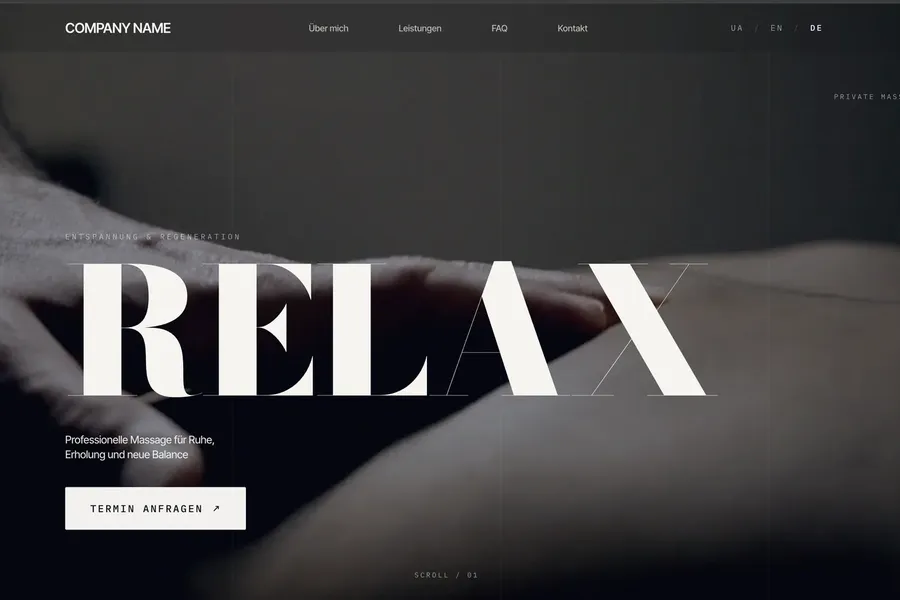 COMPANY NAME
Über mich
Leistungen
FAQ
Kontakt
UA / EN / DE
PRIVATE
ENTSPANNUNG & REGENERATION
RELAX
Professionelle Massage für Ruhe,
Erholung und neue Balance
TERMIN ANFRAGEN ↗
SCROLL / 01